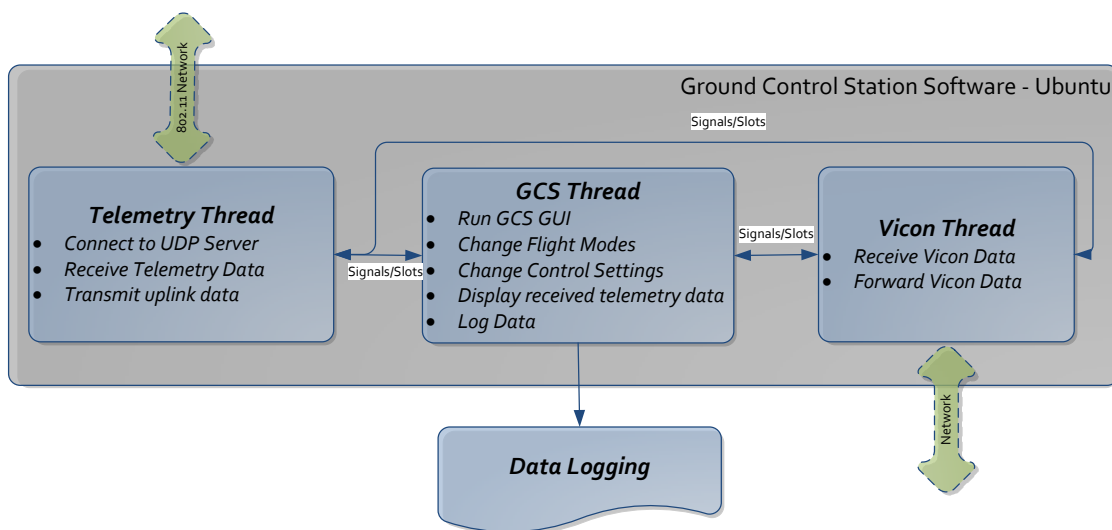 802.11 Network
Ground Control Station Software - Ubuntu
Signals/Slots
Telemetry Thread
• Connect to UDP Server
• Receive Telemetry Data
• Transmit uplink data
Signals/Slots
GCS Thread
• Run GCS GUI
• Change Flight Modes
• Change Control Settings
• Display received telemetry data
• Log Data
Signals/Slots
Vicon Thread
• Receive Vicon Data
• Forward Vicon Data
Data Logging
Network